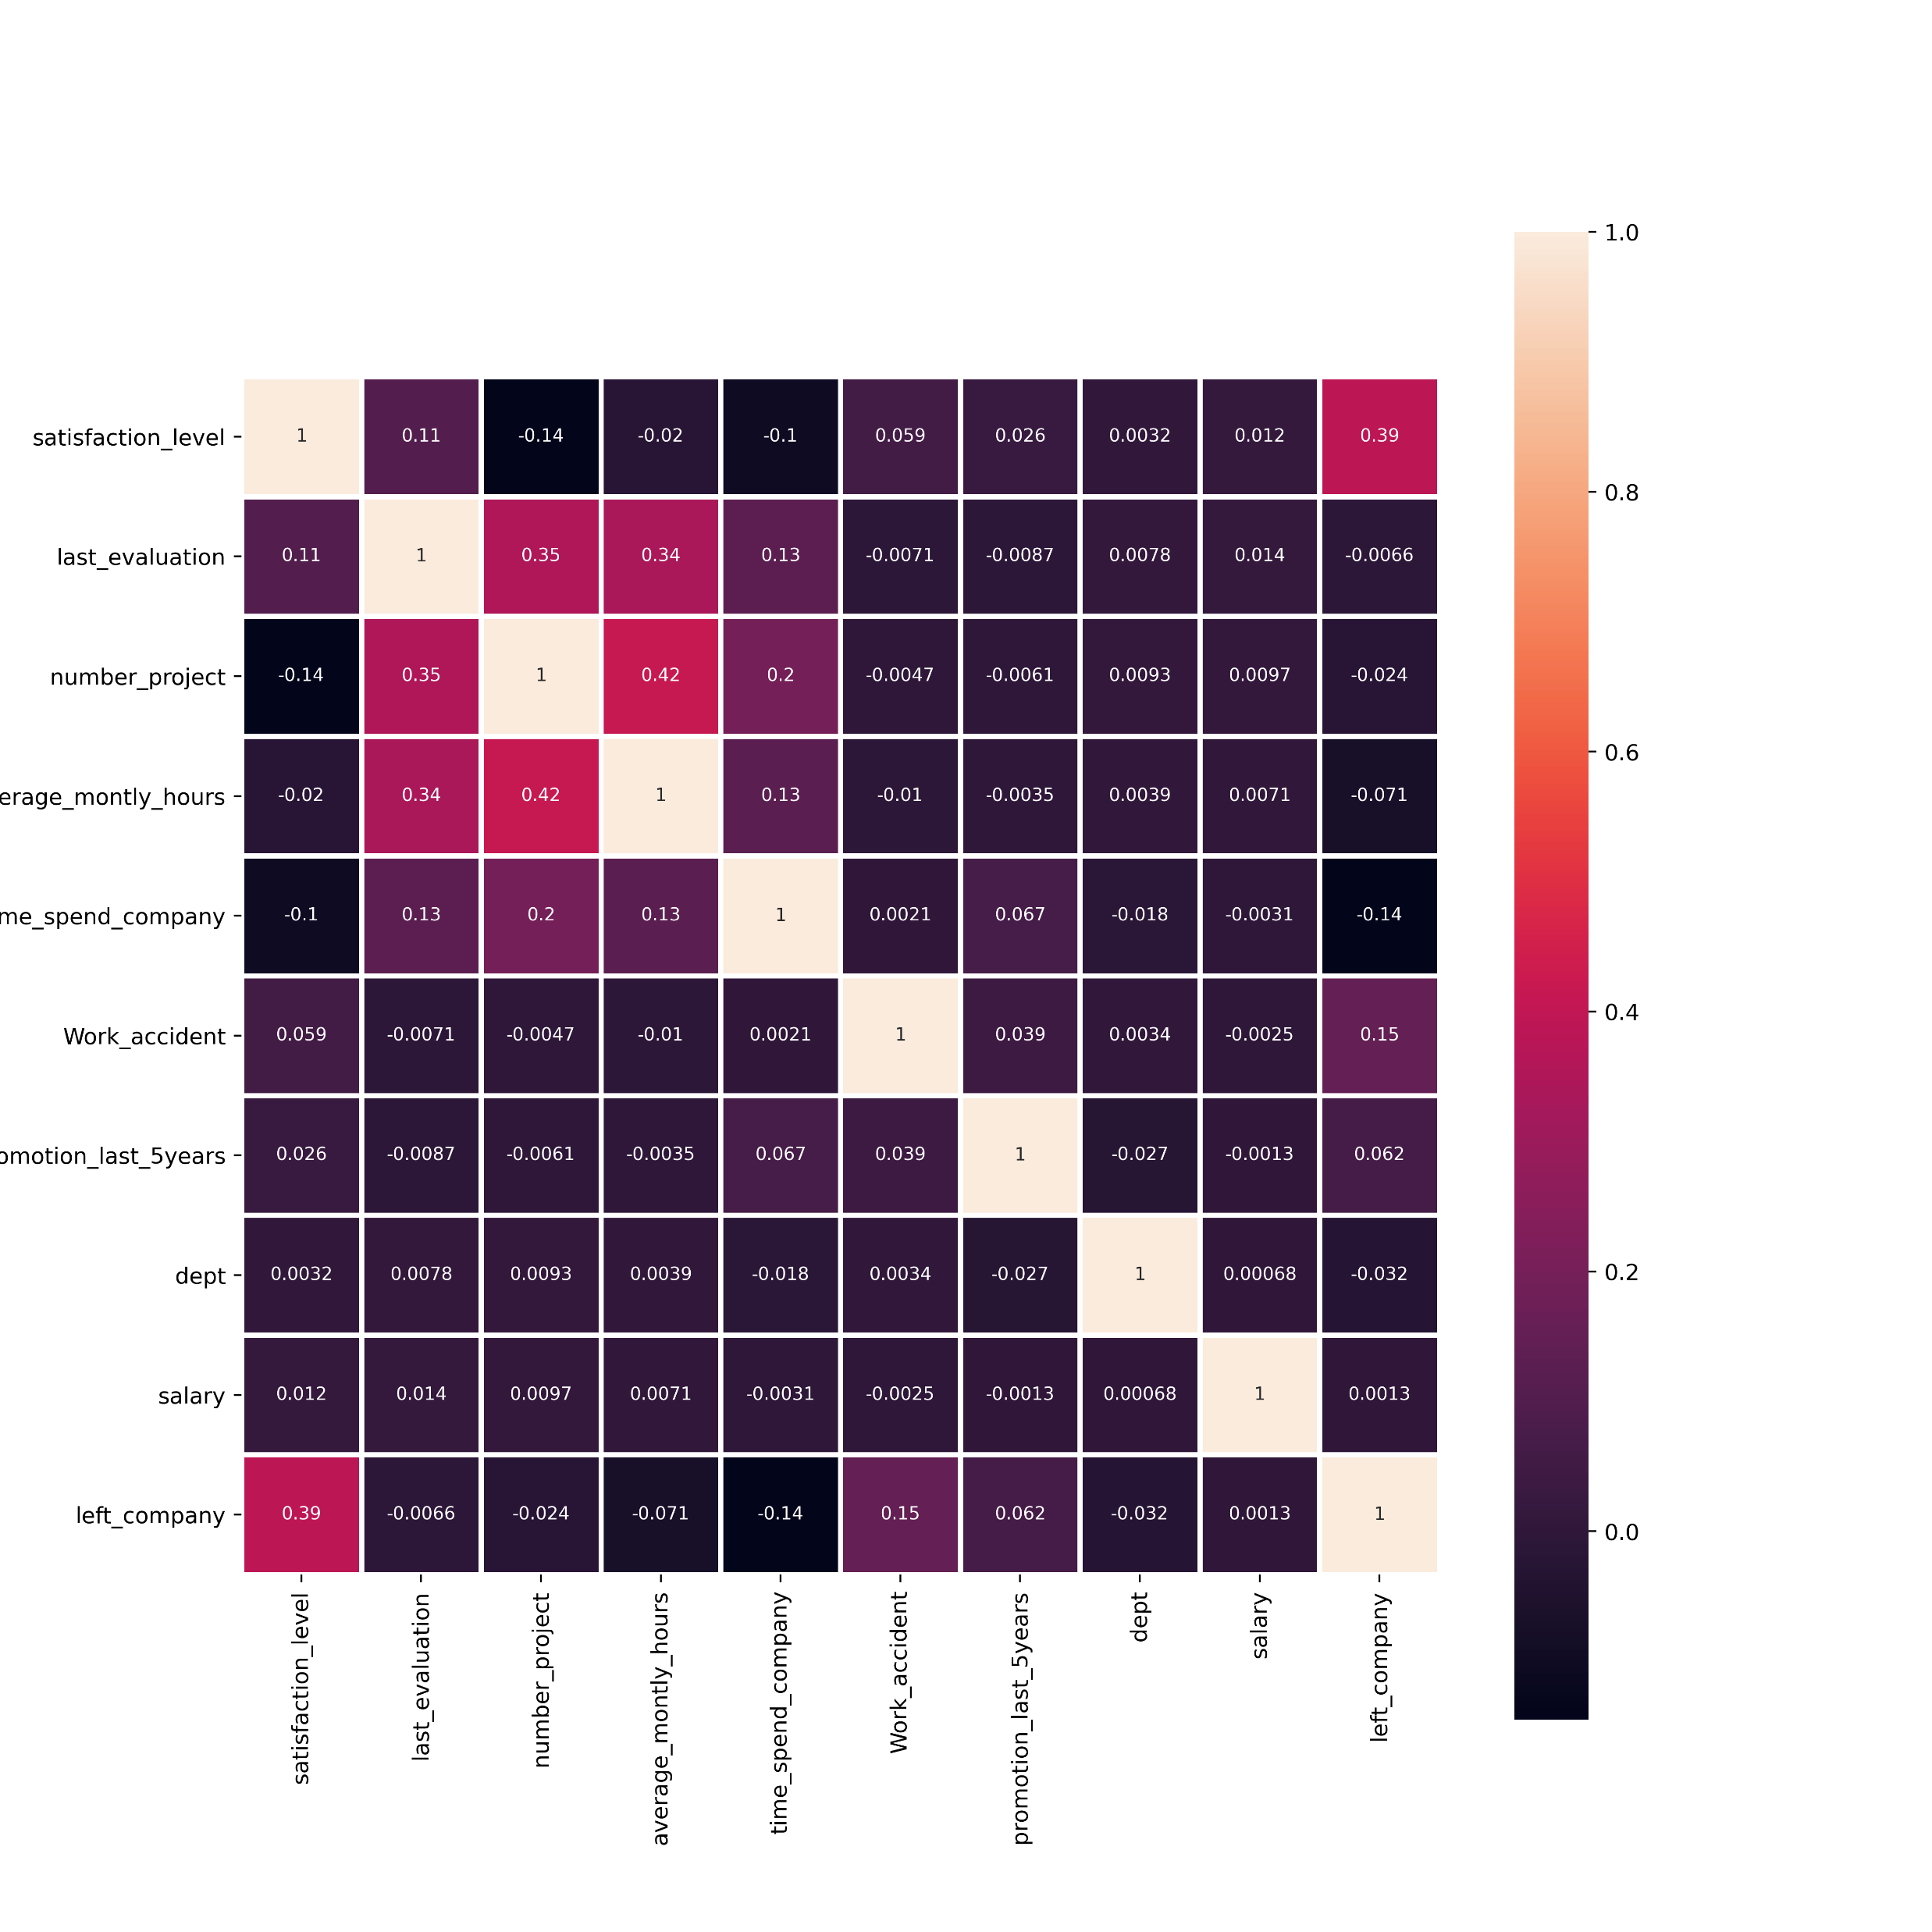 1.0
satisfaction_level 1 0.11 -0.14 -0.02 -0.1 0.059 0.026 0.0032 0.012 0.39
0.8
last_evaluation 0.11 1 0.35 0.34 0.13 -0.0071 -0.0087 0.0078 0.014 -0.0066
number_project -0.14 0.35 1 0.42 0.2 -0.0047 -0.0061 0.0093 0.0097 -0.024
0.6
erage_montly_hours -0.02 0.34 0.42 1 0.13 -0.01 -0.0035 0.0039 0.0071 -0.071
me_spend_company -0.1 0.13 0.2 0.13 1 0.0021 0.067 -0.018 -0.0031 -0.14
0.4
Work_accident 0.059 -0.0071 -0.0047 -0.01 0.0021 1 0.039 0.0034 -0.0025 0.15
omotion_last_5years 0.026 -0.0087 -0.0061 -0.0035 0.067 0.039 1 -0.027 -0.0013 0.062
0.2
dept 0.0032 0.0078 0.0093 0.0039 -0.018 0.0034 -0.027 1 0.00068 -0.032
salary 0.012 0.014 0.0097 0.0071 -0.0031 -0.0025 -0.0013 0.00068 1 0.0013
left_company 0.39 -0.0066 -0.024 -0.071 -0.14 0.15 0.062 -0.032 0.0013 1
0.0
satisfaction_level
last_evaluation
number_project
average_montly_hours
time_spend_company
Work_accident
promotion_last_5years
dept
salary
left_company